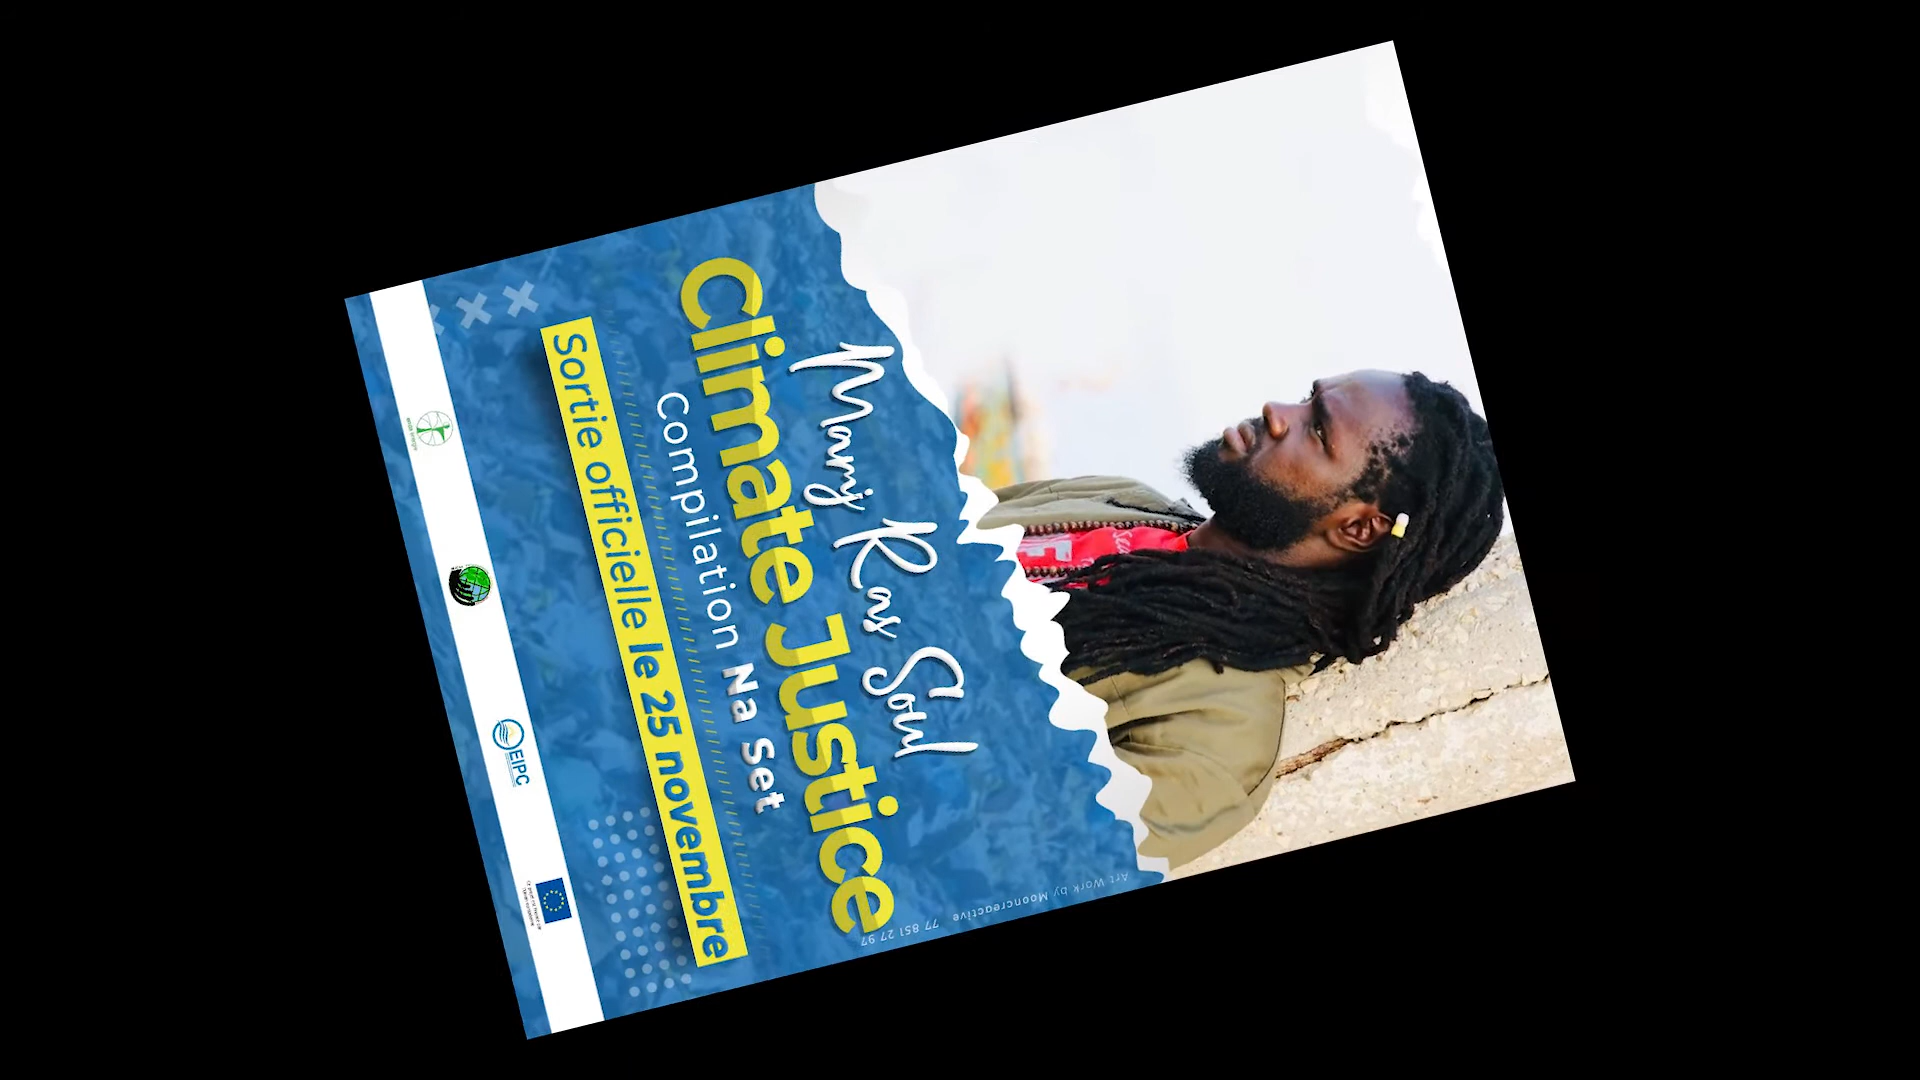 Mamy Ras Soul
Climate Justice
Compilation Na Set
Sortie officielle le 25 novembre
Art Work by Mooncreactive 77 851 27 97
EIPC